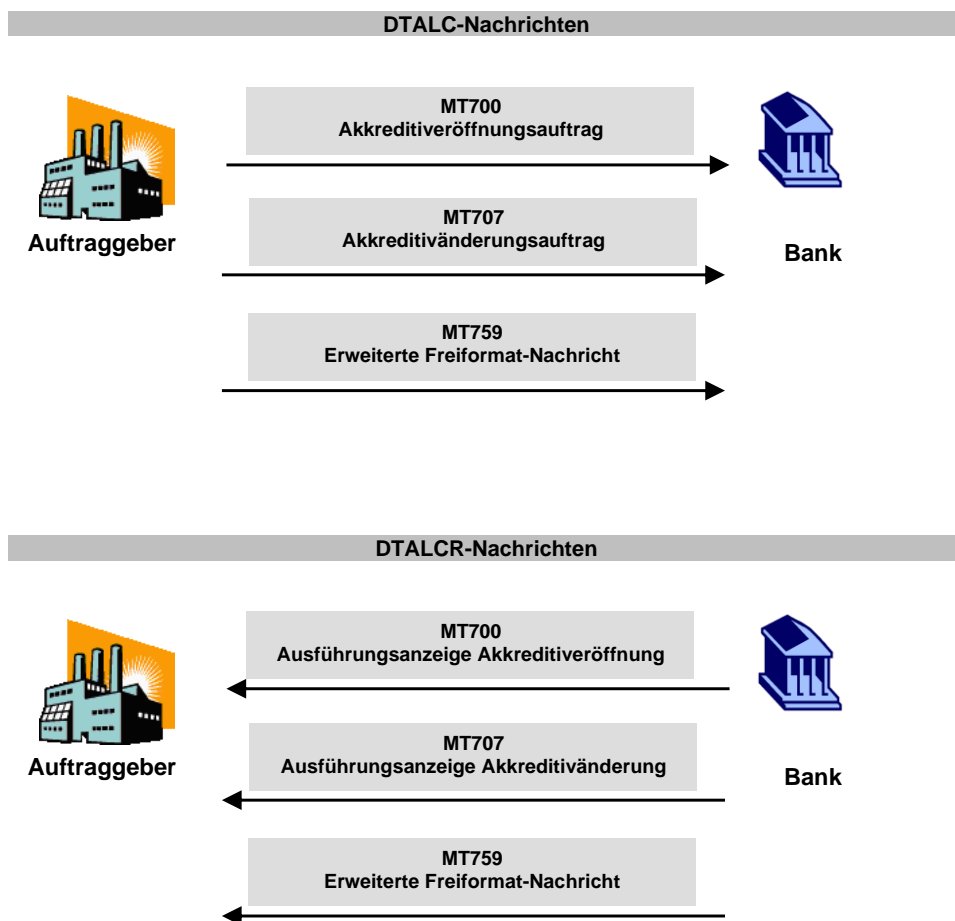 DTALC-Nachrichten
MT700
Akkreditiveröffnungsauftrag
MT707
Akkreditivänderungsauftrag
Auftraggeber
Bank
MT759
Erweiterte Freiformat-Nachricht
DTALCR-Nachrichten
MT700
Ausführungsanzeige Akkreditiveröffnung
MT707
Ausführungsanzeige Akkreditivänderung
Auftraggeber
Bank
MT759
Erweiterte Freiformat-Nachricht